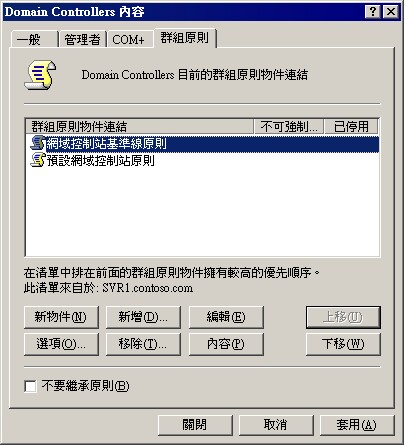 Domain Controllers 內容
一般 管理者 COM+ 群組原則
Domain Controllers 目前的群組原則物件連結
群組原則物件連結 不可強制... 已停用
網域控制站基準線原則
預設網域控制站原則
在清單中排在前面的群組原則物件擁有較高的優先順序。
此清單來自於: SVR1.contoso.com
新物件(N) 新增(D)... 編輯(E) 上移(U)
選項(O)... 移除(T)... 內容(P) 下移(W)
不要繼承原則(B)
關閉 取消 套用(A)